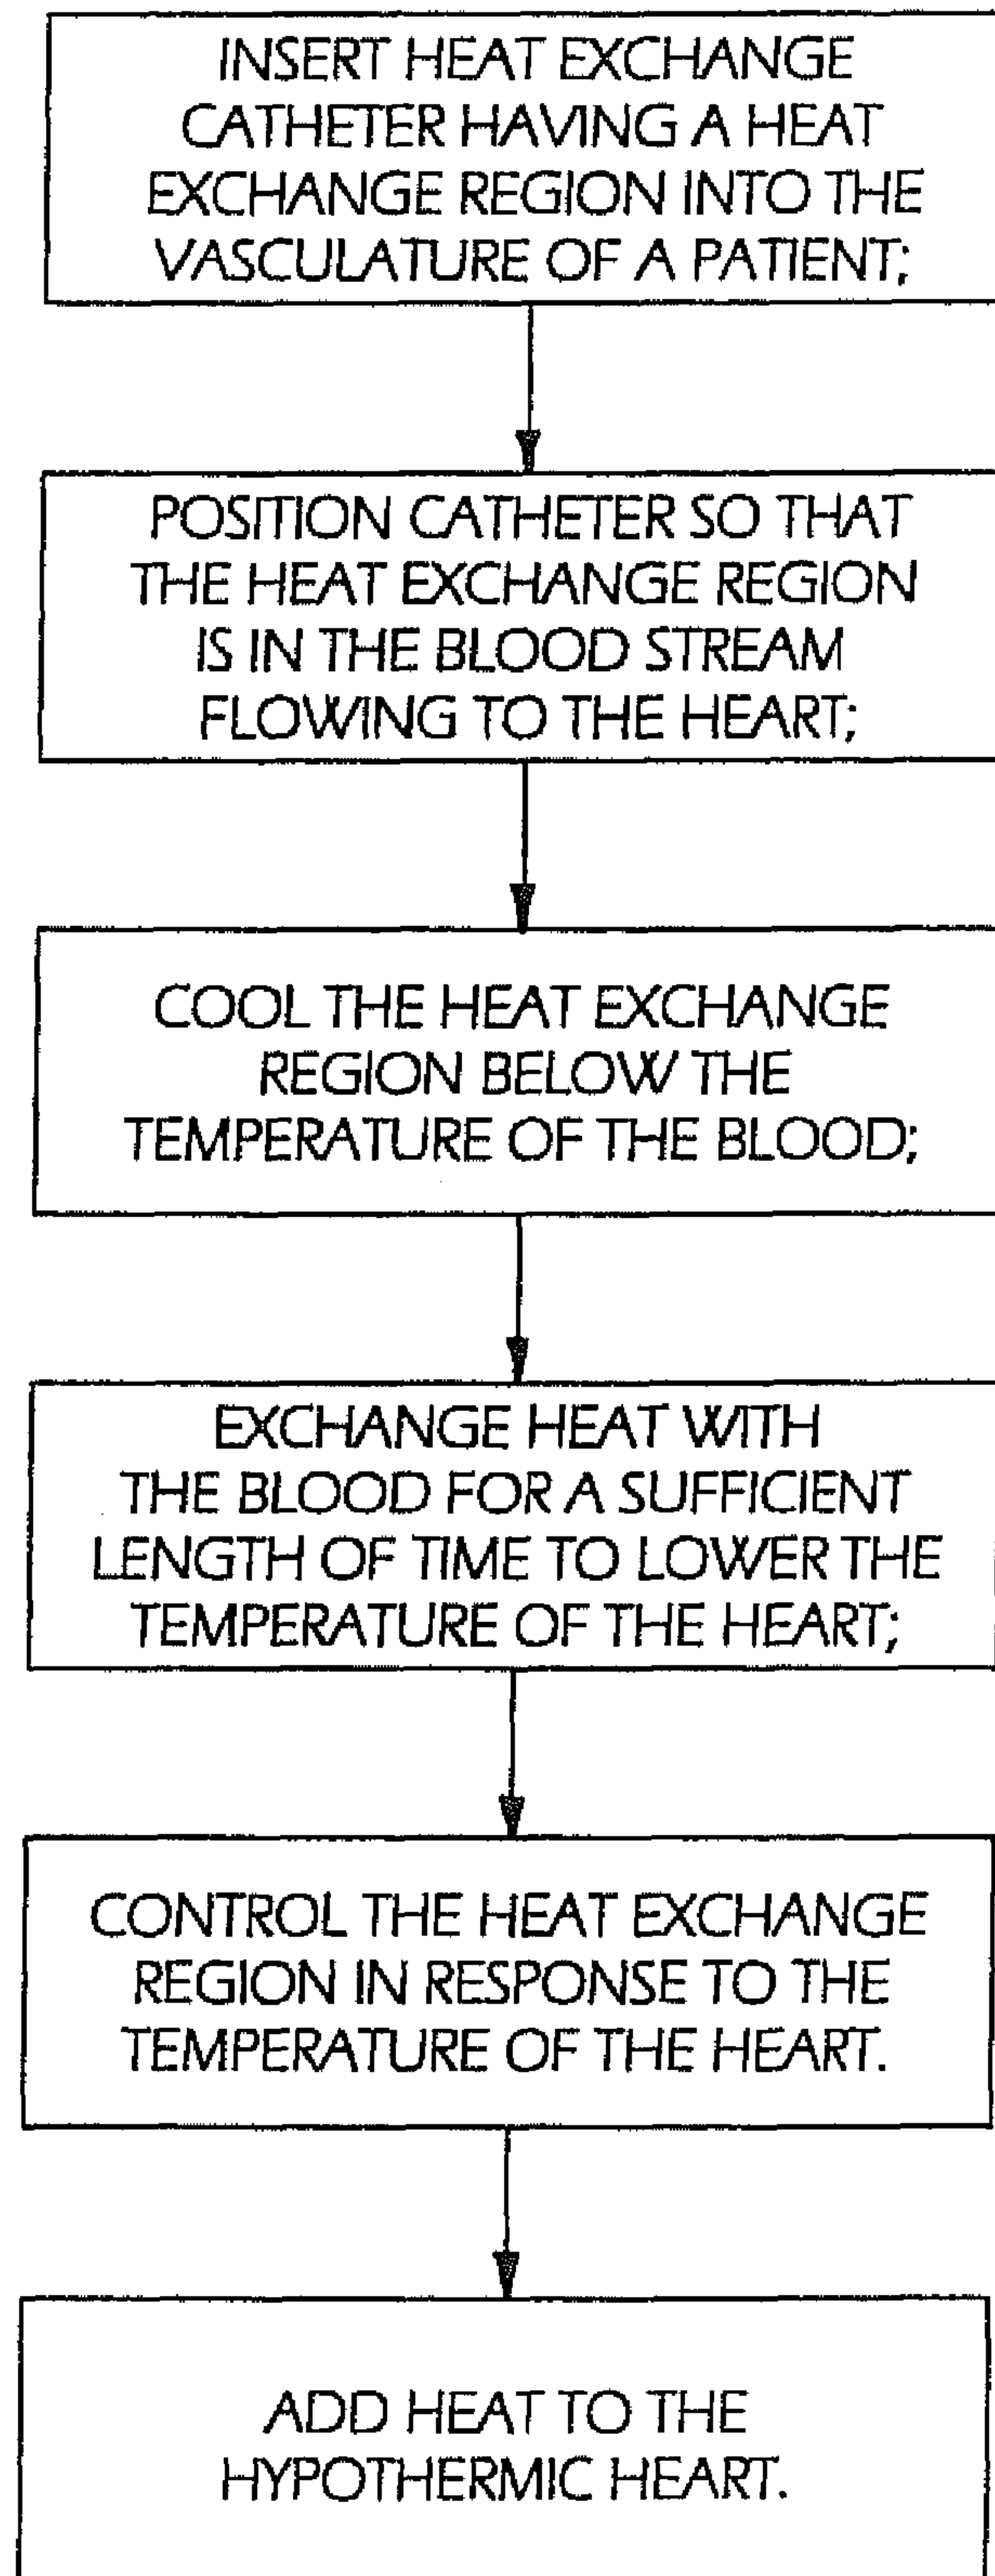 INSERT HEAT EXCHANGE
CATHETER HAVING A HEAT
EXCHANGE REGION INTO THE
VASCULATURE OF A PATIENT;
POSITION CATHETER SO THAT
THE HEAT EXCHANGE REGION
IS IN THE BLOOD STREAM
FLOWING TO THE HEART;
COOL THE HEAT EXCHANGE
REGION BELOW THE
TEMPERATURE OF THE BLOOD;
EXCHANGE HEAT WITH
THE BLOOD FOR A SUFFICIENT
LENGTH OF TIME TO LOWER THE
TEMPERATURE OF THE HEART;
CONTROL THE HEAT EXCHANGE
REGION IN RESPONSE TO THE
TEMPERATURE OF THE HEART.
ADD HEAT TO THE
HYPOTHERMIC HEART.